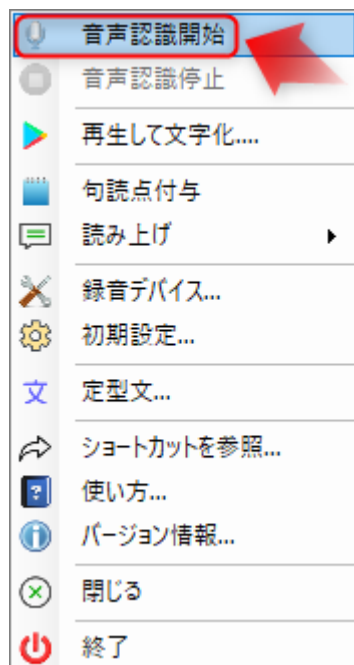 音声認識開始
音声認識停止
再生して文字化....
句読点付与
読み上げ
録音デバイス...
初期設定...
文 定型文...
ショートカットを参照...
使い方...
バージョン情報...
閉じる
終了